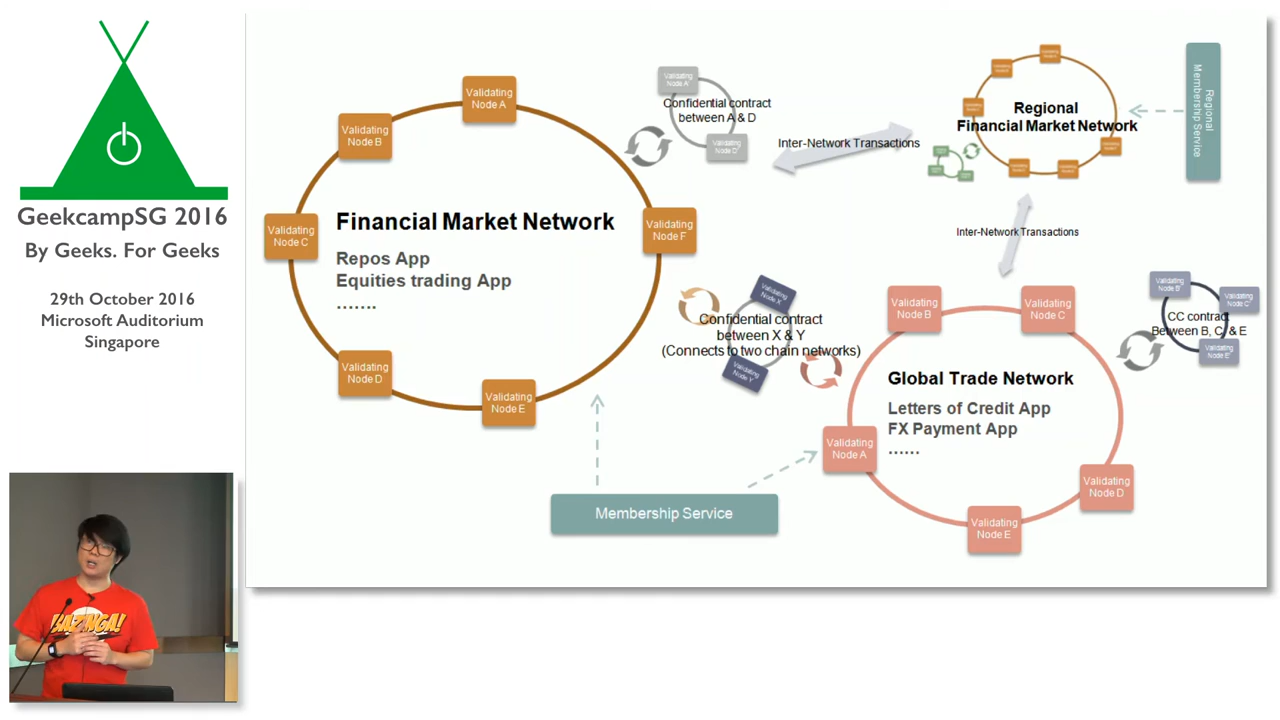 GeekcampSG 2016
By Geeks. For Geeks
29th October 2016
Microsoft Auditorium
Singapore
BAZINGA!
Validating
Node A
Validating
Node B
Validating
Node C
Validating
Node D
Validating
Node E
Validating
Node F
Financial Market Network
Repos App
Equities trading App
.......
Validating
Node A'
Confidential contract
between A & D
Validating
Node D'
Inter-Network Transactions
Regional
Financial Market Network
Regional
Membership Service
Inter-Network Transactions
Validating
Node X
Confidential contract
between X & Y
(Connects to two chain networks)
Validating
Node Y
Validating
Node B
Validating
Node C
Global Trade Network
Letters of Credit App
FX Payment App
......
Validating
Node A
Validating
Node D
Validating
Node E
Validating
Node B'
Validating
Node C'
CC contract
Between B, C, & E
Validating
Node E'
Membership Service